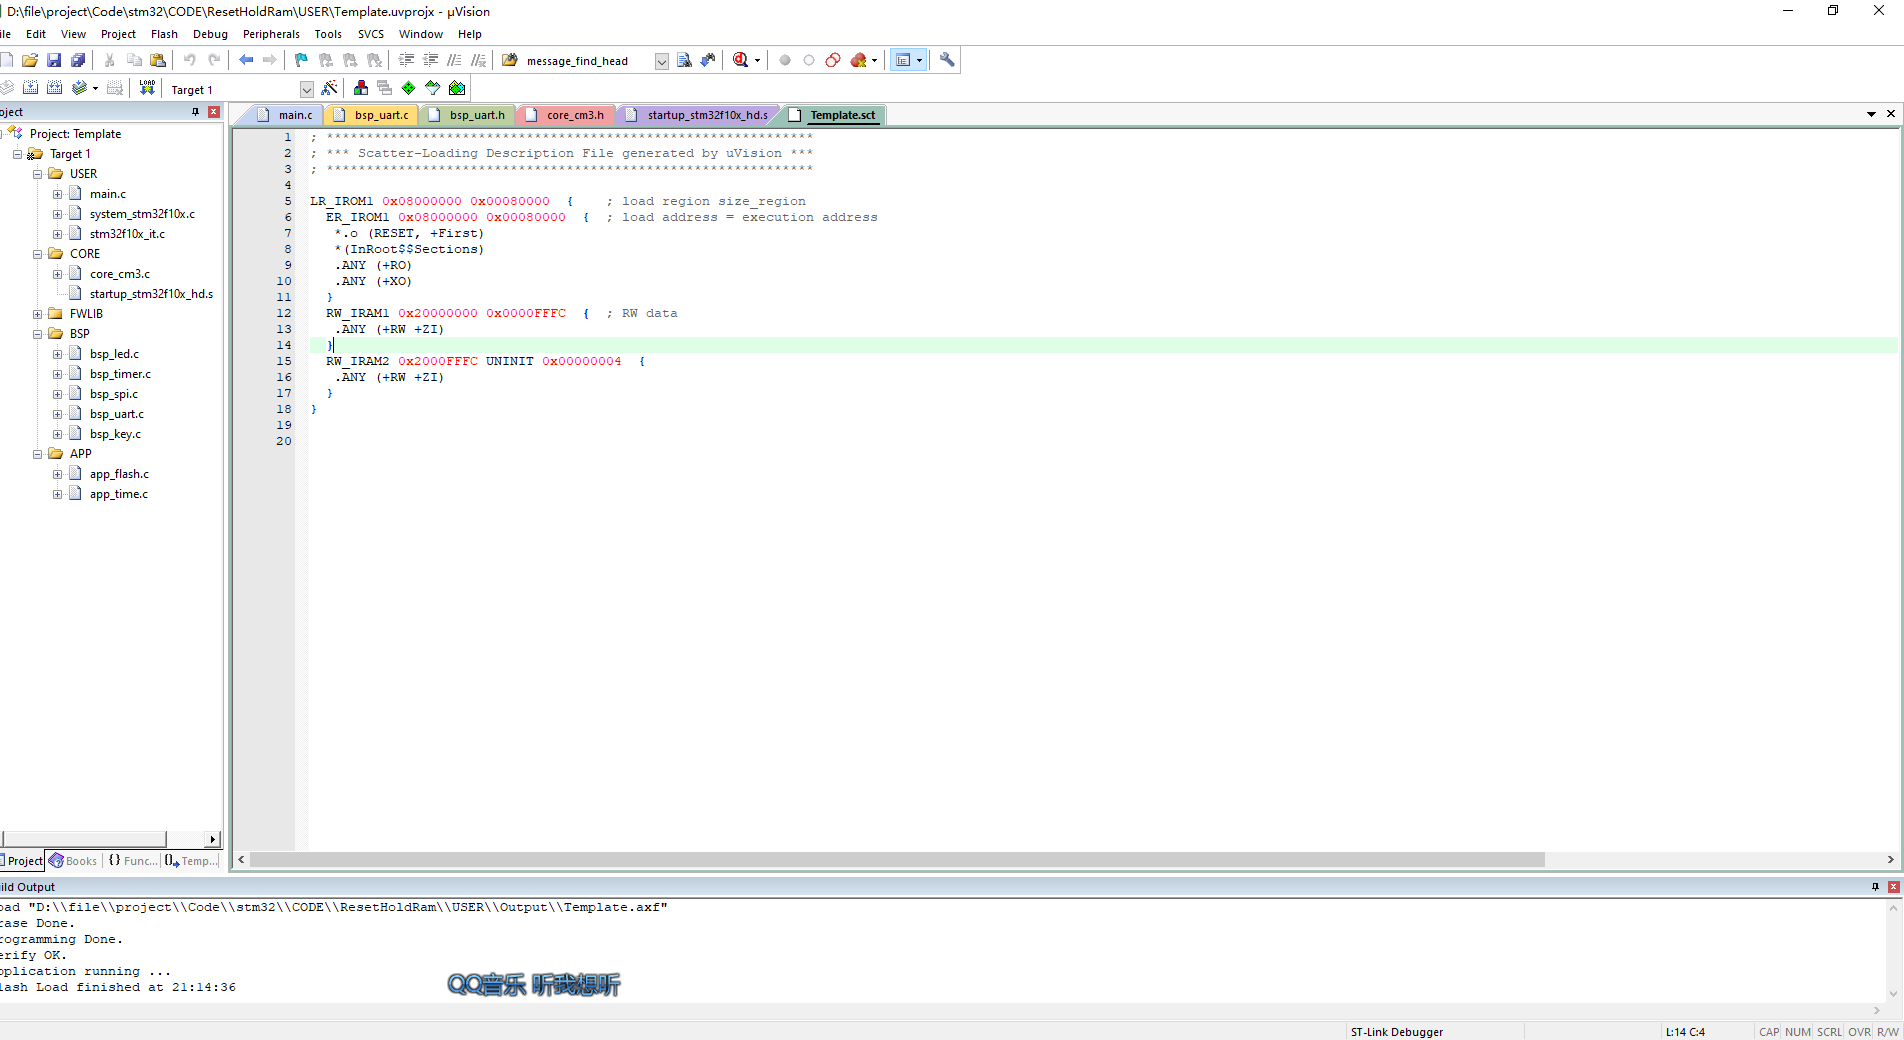 D:\file\project\Code\stm32\CODE\ResetHoldRam\USER\Template.uvprojx - µVision
ile Edit View Project Flash Debug Peripherals Tools SVCS Window Help
message_find_head
LOAD Target 1
oject
Project: Template
Target 1
USER
main.c
system_stm32f10x.c
stm32f10x_it.c
CORE
core_cm3.c
startup_stm32f10x_hd.s
FWLIB
BSP
bsp_led.c
bsp_timer.c
bsp_spi.c
bsp_uart.c
bsp_key.c
APP
app_flash.c
app_time.c
Project Books {} Func... Temp...
main.c bsp_uart.c bsp_uart.h core_cm3.h startup_stm32f10x_hd.s Template.sct
1 ; *************************************************************
2 ; *** Scatter-Loading Description File generated by uVision ***
3 ; *************************************************************
4
5 LR_IROM1 0x08000000 0x00080000 { ; load region size_region
6 ER_IROM1 0x08000000 0x00080000 { ; load address = execution address
7 *.o (RESET, +First)
8 *(InRoot$$Sections)
9 .ANY (+RO)
10 .ANY (+XO)
11 }
12 RW_IRAM1 0x20000000 0x0000FFFC { ; RW data
13 .ANY (+RW +ZI)
14 }
15 RW_IRAM2 0x2000FFFC UNINIT 0x00000004 {
16 .ANY (+RW +ZI)
17 }
18 }
19
20
ild Output
oad "D:\\file\\project\\Code\\stm32\\CODE\\ResetHoldRam\\USER\\Output\\Template.axf"
rase Done.
rogramming Done.
erify OK.
pplication running ...
lash Load finished at 21:14:36
QQ音乐 听我想听
ST-Link Debugger L:14 C:4 CAP NUM SCRL OVR R/W